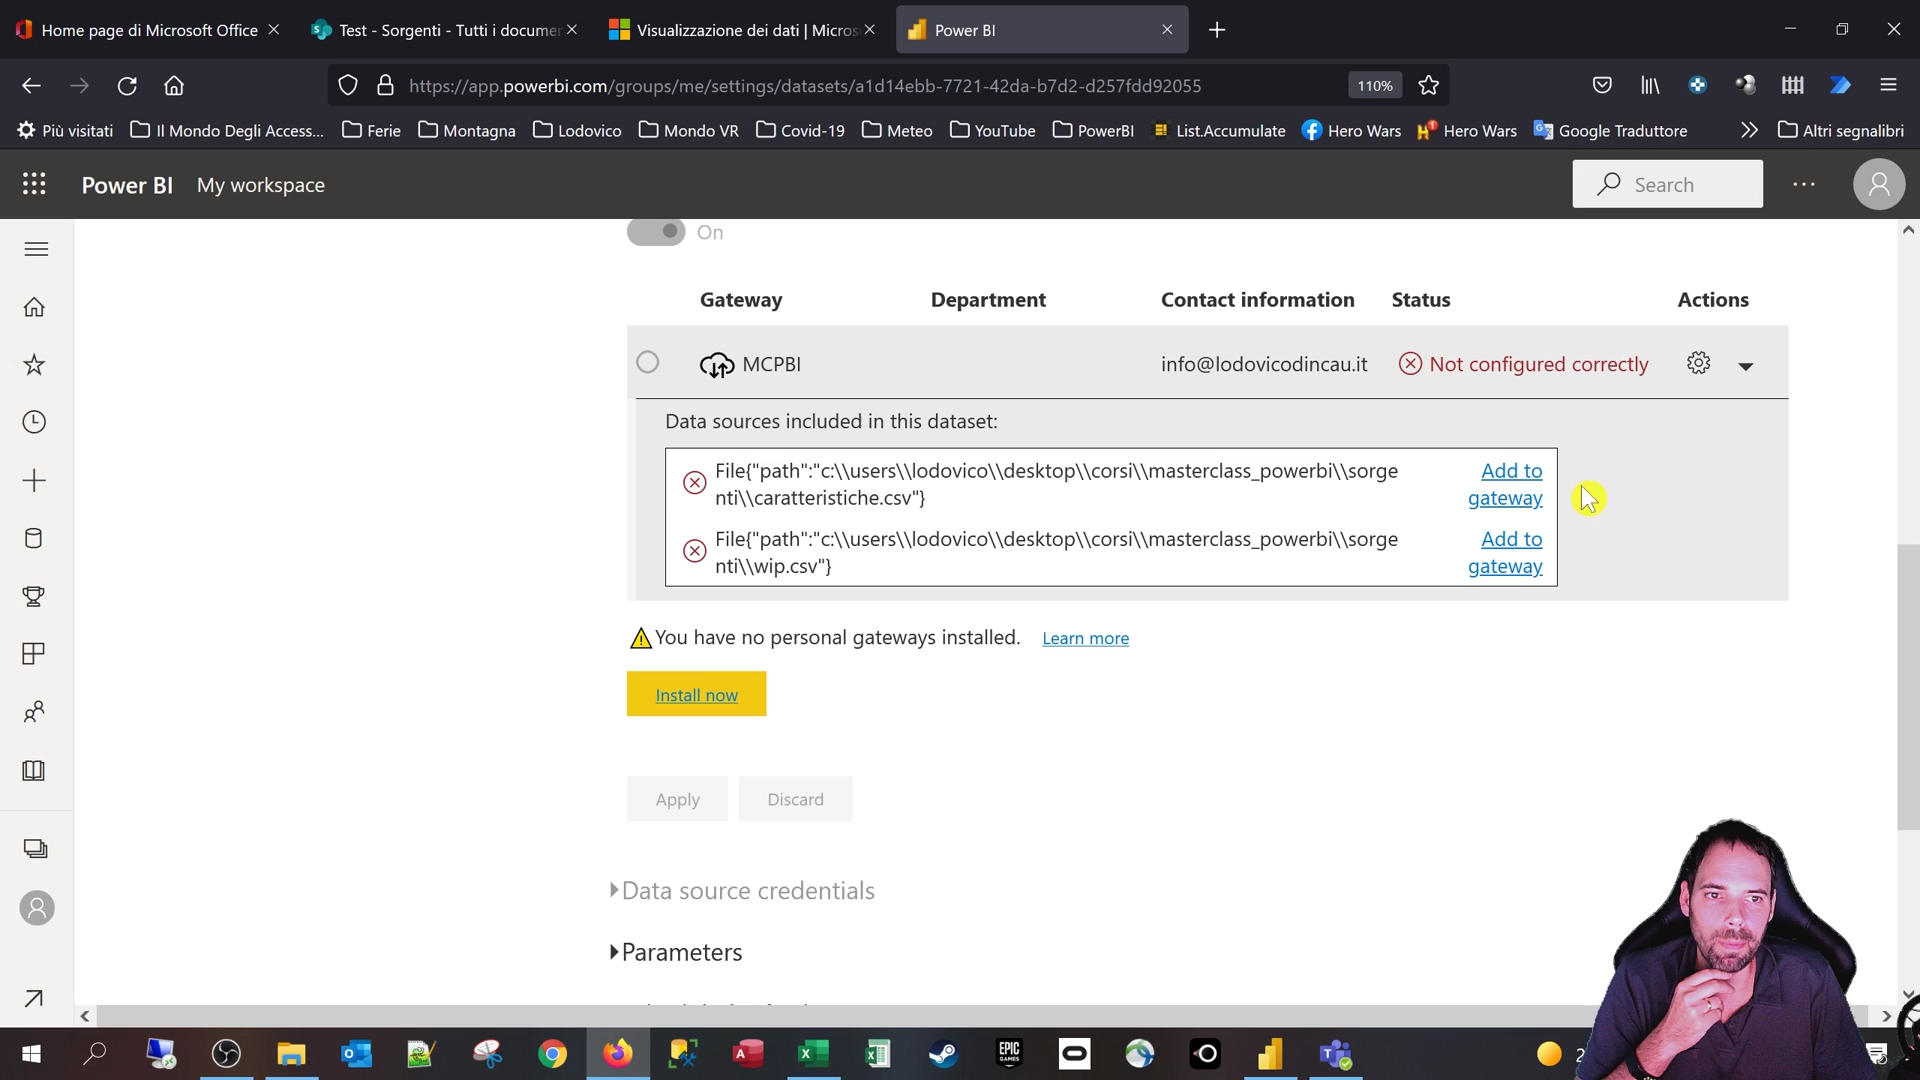 Home page di Microsoft Office
Test - Sorgenti - Tutti i docume
Visualizzazione dei dati | Micros
Power BI
https://app.powerbi.com/groups/me/settings/datasets/a1d14ebb-7721-42da-b7d2-d257fdd92055
110%
Più visitati
Il Mondo Degli Access...
Ferie
Montagna
Lodovico
Mondo VR
Covid-19
Meteo
YouTube
PowerBI
List.Accumulate
Hero Wars
Hero Wars
Google Traduttore
Altri segnalibri
Power BI My workspace
Search
On
Gateway Department Contact information Status Actions
MCPBI info@lodovicodincau.it Not configured correctly
Data sources included in this dataset:
File{"path":"c:\\users\\lodovico\\desktop\\corsi\\masterclass_powerbi\\sorge
nti\\caratteristiche.csv"}
Add to
gateway
File{"path":"c:\\users\\lodovico\\desktop\\corsi\\masterclass_powerbi\\sorge
nti\\wip.csv"}
Add to
gateway
You have no personal gateways installed. Learn more
Install now
Apply Discard
Data source credentials
Parameters
EPIC
GAMES